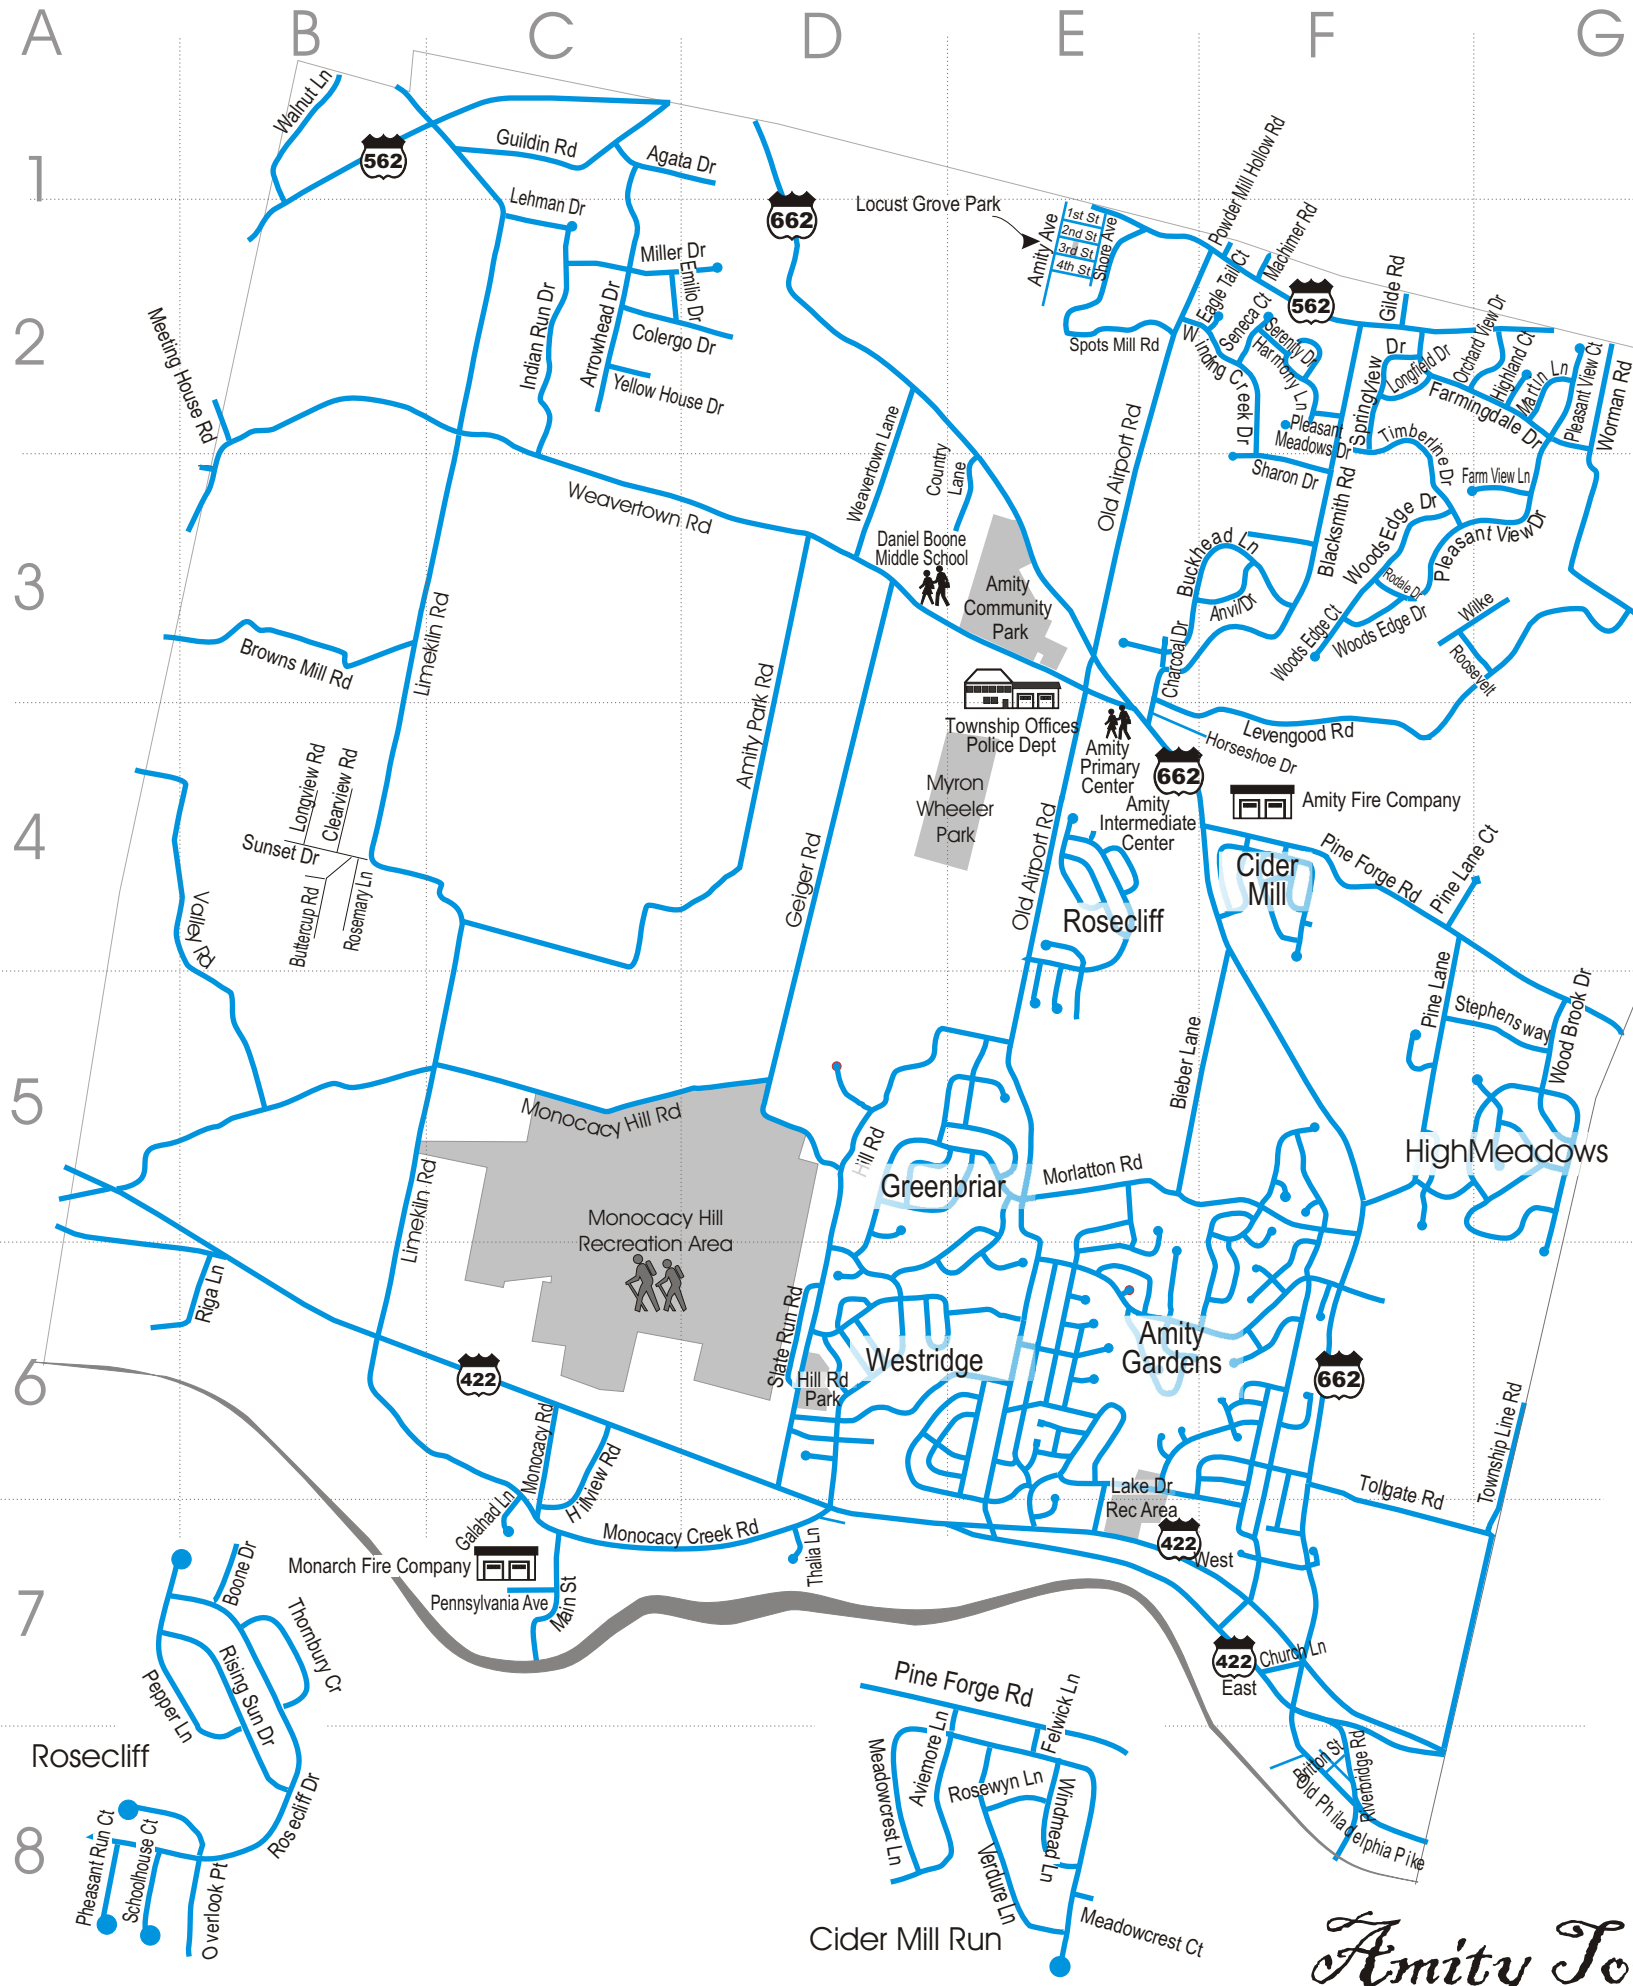 A B C D E F G
1
2
3
4
5
6
7
8
Walnut Ln
562
Guildin Rd
Agata Dr
Lehman Dr
Miller Dr
Emilio Dr
Indian Run Dr
Arrowhead Dr
Colergo Dr
Yellow House Dr
662
Locust Grove Park
Amity Ave
1st St
2nd St
3rd St
4th St
Shore Ave
Powder Mill Hollow Rd
Machimer Rd
Eagle Tail Ct
Seneca Ct
Serenity Dr
Harmony Ln
Winding Creek Dr
Spots Mill Rd
562
Gilde Rd
Orchard View Dr
Highland Ct
Martin Ln
Pleasant View Ct
Worman Rd
Springview Dr
Longfield Dr
Farmingdale Dr
Pleasant
Meadows Dr
Timberline Dr
Sharon Dr
Farm View Ln
Meeting House Rd
Weavertown Rd
Weavertown Lane
Country
Lane
Old Airport Rd
Blacksmith Rd
Woods Edge Dr
Pleasant View Dr
Rodale Dr
Woods Edge Dr
Woods Edge Ct
Wilke
Roosevelt
Buckhead Ln
Anvil Dr
Charcoal Dr
Daniel Boone
Middle School
Amity
Community
Park
Browns Mill Rd
Limekiln Rd
Amity Park Rd
Township Offices
Police Dept
Myron
Wheeler
Park
Amity
Primary
Center
Amity
Intermediate
Center
662
Levengood Rd
Horseshoe Dr
Amity Fire Company
Longview Rd
Clearview Rd
Sunset Dr
Buttercup Rd
Rosemary Ln
Valley Rd
Geiger Rd
Old Airport Rd
Rosecliff
Cider
Mill
Pine Forge Rd
Pine Lane Ct
Pine Lane
Stephens way
Wood Brook Dr
Bieber Lane
HighMeadows
Monocacy Hill Rd
Hill Rd
Greenbriar
Morlatton Rd
Limekiln Rd
Monocacy Hill
Recreation Area
Riga Ln
Slate Run Rd
Hill Rd
Park
Westridge
Amity
Gardens
662
422
Monocacy Rd
Hillview Rd
Galahad Ln
Monocacy Creek Rd
Thalia Ln
Lake Dr
Rec Area
422
West
Tollgate Rd
Township Line Rd
Monarch Fire Company
Pennsylvania Ave
Main St
422
East
Church Ln
Britton St
Riverbridge Rd
Old Philadelphia Pike
Boone Dr
Thornbury Cr
Rising Sun Dr
Pepper Ln
Rosecliff
Rosecliff Dr
Pheasant Run Ct
Schoolhouse Ct
Overlook Pt
Pine Forge Rd
Felwick Ln
Aviemore Ln
Meadowcrest Ln
Rosewyn Ln
Windmead Ln
Verdure Ln
Meadowcrest Ct
Cider Mill Run
Amity To